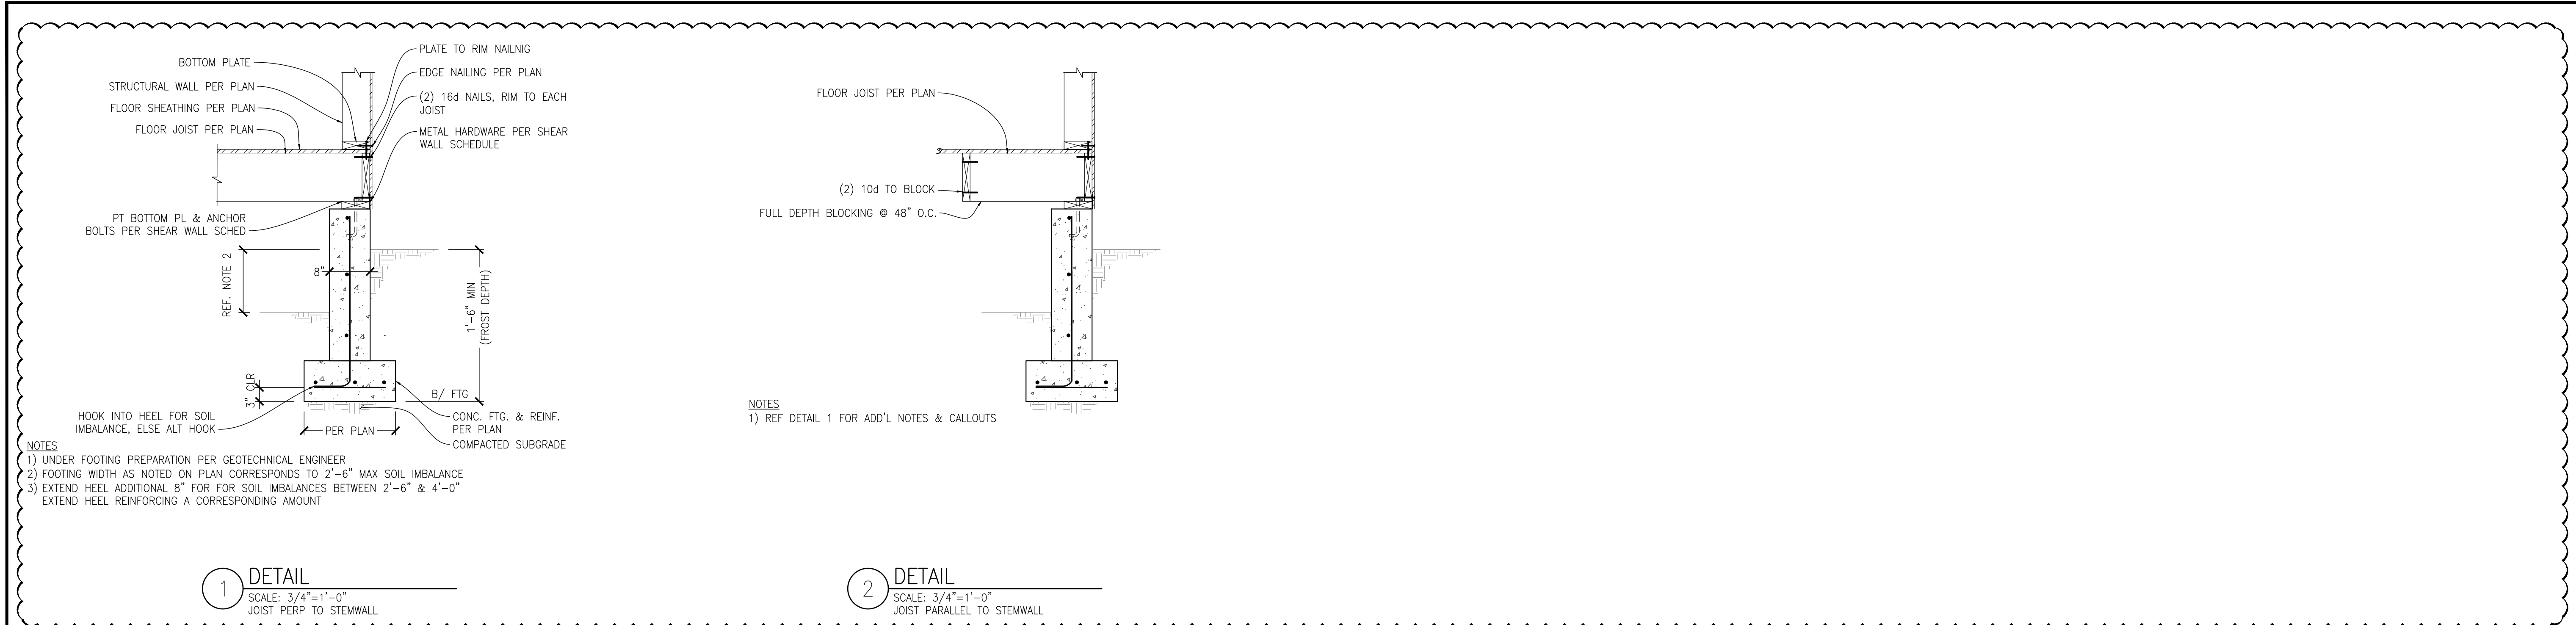 PLATE TO RIM NAILNIG
BOTTOM PLATE
EDGE NAILING PER PLAN
STRUCTURAL WALL PER PLAN
(2) 16d NAILS, RIM TO EACH
JOIST
FLOOR SHEATHING PER PLAN
FLOOR JOIST PER PLAN
METAL HARDWARE PER SHEAR
WALL SCHEDULE
PT BOTTOM PL & ANCHOR
BOLTS PER SHEAR WALL SCHED
REF. NOTE 2
8"
1'-6" MIN
(FROST DEPTH)
3" CLR
B/ FTG
HOOK INTO HEEL FOR SOIL
IMBALANCE, ELSE ALT HOOK
PER PLAN
CONC. FTG. & REINF.
PER PLAN
COMPACTED SUBGRADE
NOTES
1) UNDER FOOTING PREPARATION PER GEOTECHNICAL ENGINEER
2) FOOTING WIDTH AS NOTED ON PLAN CORRESPONDS TO 2'-6" MAX SOIL IMBALANCE
3) EXTEND HEEL ADDITIONAL 8" FOR FOR SOIL IMBALANCES BETWEEN 2'-6" & 4'-0"
EXTEND HEEL REINFORCING A CORRESPONDING AMOUNT
1 DETAIL
SCALE: 3/4"=1'-0"
JOIST PERP TO STEMWALL
FLOOR JOIST PER PLAN
(2) 10d TO BLOCK
FULL DEPTH BLOCKING @ 48" O.C.
NOTES
1) REF DETAIL 1 FOR ADD'L NOTES & CALLOUTS
2 DETAIL
SCALE: 3/4"=1'-0"
JOIST PARALLEL TO STEMWALL